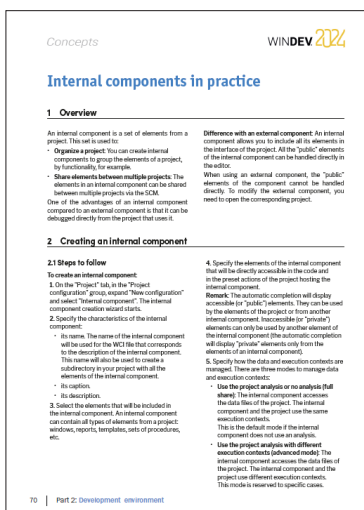 Concepts
WINDEV 2024
Internal components in practice
1 Overview
An internal component is a set of elements from a
project. This set is used to:
• Organize a project: You can create internal
components to group the elements of a project,
by functionality, for example.
• Share elements between multiple projects: The
elements in an internal component can be shared
between multiple projects via the SCM.
One of the advantages of an internal component
compared to an external component is that it can be
debugged directly from the project that uses it.
Difference with an external component: An internal
component allows you to include all its elements in
the interface of the project. All the "public" elements
of the internal component can be handled directly in
the editor.
When using an external component, the "public"
elements of the component cannot be handled
directly. To modify the external component, you
need to open the corresponding project.
2 Creating an internal component
2.1 Steps to follow
To create an internal component:
1. On the "Project" tab, in the "Project
configuration" group, expand "New configuration"
and select "Internal component". The internal
component creation wizard starts.
2. Specify the characteristics of the internal
component:
• its name. The name of the internal component
will be used for the WCI file that corresponds
to the description of the internal component.
This name will also be used to create a
subdirectory in your project with all the
elements of the internal component.
• its caption.
• its description.
3. Select the elements that will be included in
the internal component. An internal component
can contain all types of elements from a project:
windows, reports, templates, sets of procedures,
etc.
4. Specify the elements of the internal component
that will be directly accessible in the code and
in the preset actions of the project hosting the
internal component.
Remark: The automatic completion will display
accessible (or "public") elements. They can be used
by the elements of the project or from another
internal component. Inaccessible (or "private")
elements can only be used by another element of
the internal component (the automatic completion
will display "private" elements only from the
elements of an internal component).
5. Specify how the data and execution contexts are
managed. There are three modes to manage data
and execution contexts:
• Use the project analysis or no analysis (full
share): The internal component accesses
the data files of the project. The internal
component and the project use the same
execution contexts.
This is the default mode if the internal
component does not use an analysis.
• Use the project analysis with different
execution contexts (advanced mode): The
internal component accesses the data files of
the project. The internal component and the
project use different execution contexts.
This mode is reserved to specific cases.
70 Part 2: Development environment